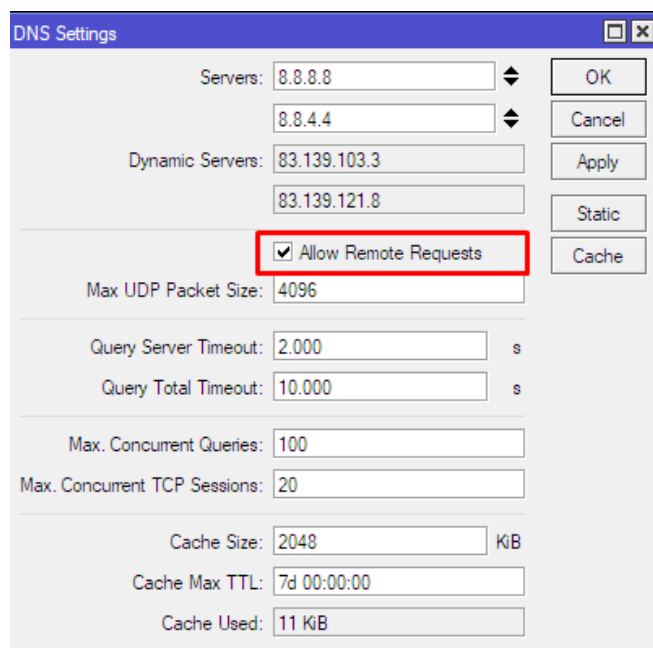 DNS Settings
Servers: 8.8.8.8
OK
8.8.4.4
Cancel
Dynamic Servers: 83.139.103.3
Apply
83.139.121.8
Static
Allow Remote Requests
Cache
Max UDP Packet Size: 4096
Query Server Timeout: 2.000 s
Query Total Timeout: 10.000 s
Max. Concurrent Queries: 100
Max. Concurrent TCP Sessions: 20
Cache Size: 2048 KiB
Cache Max TTL: 7d 00:00:00
Cache Used: 11 KiB